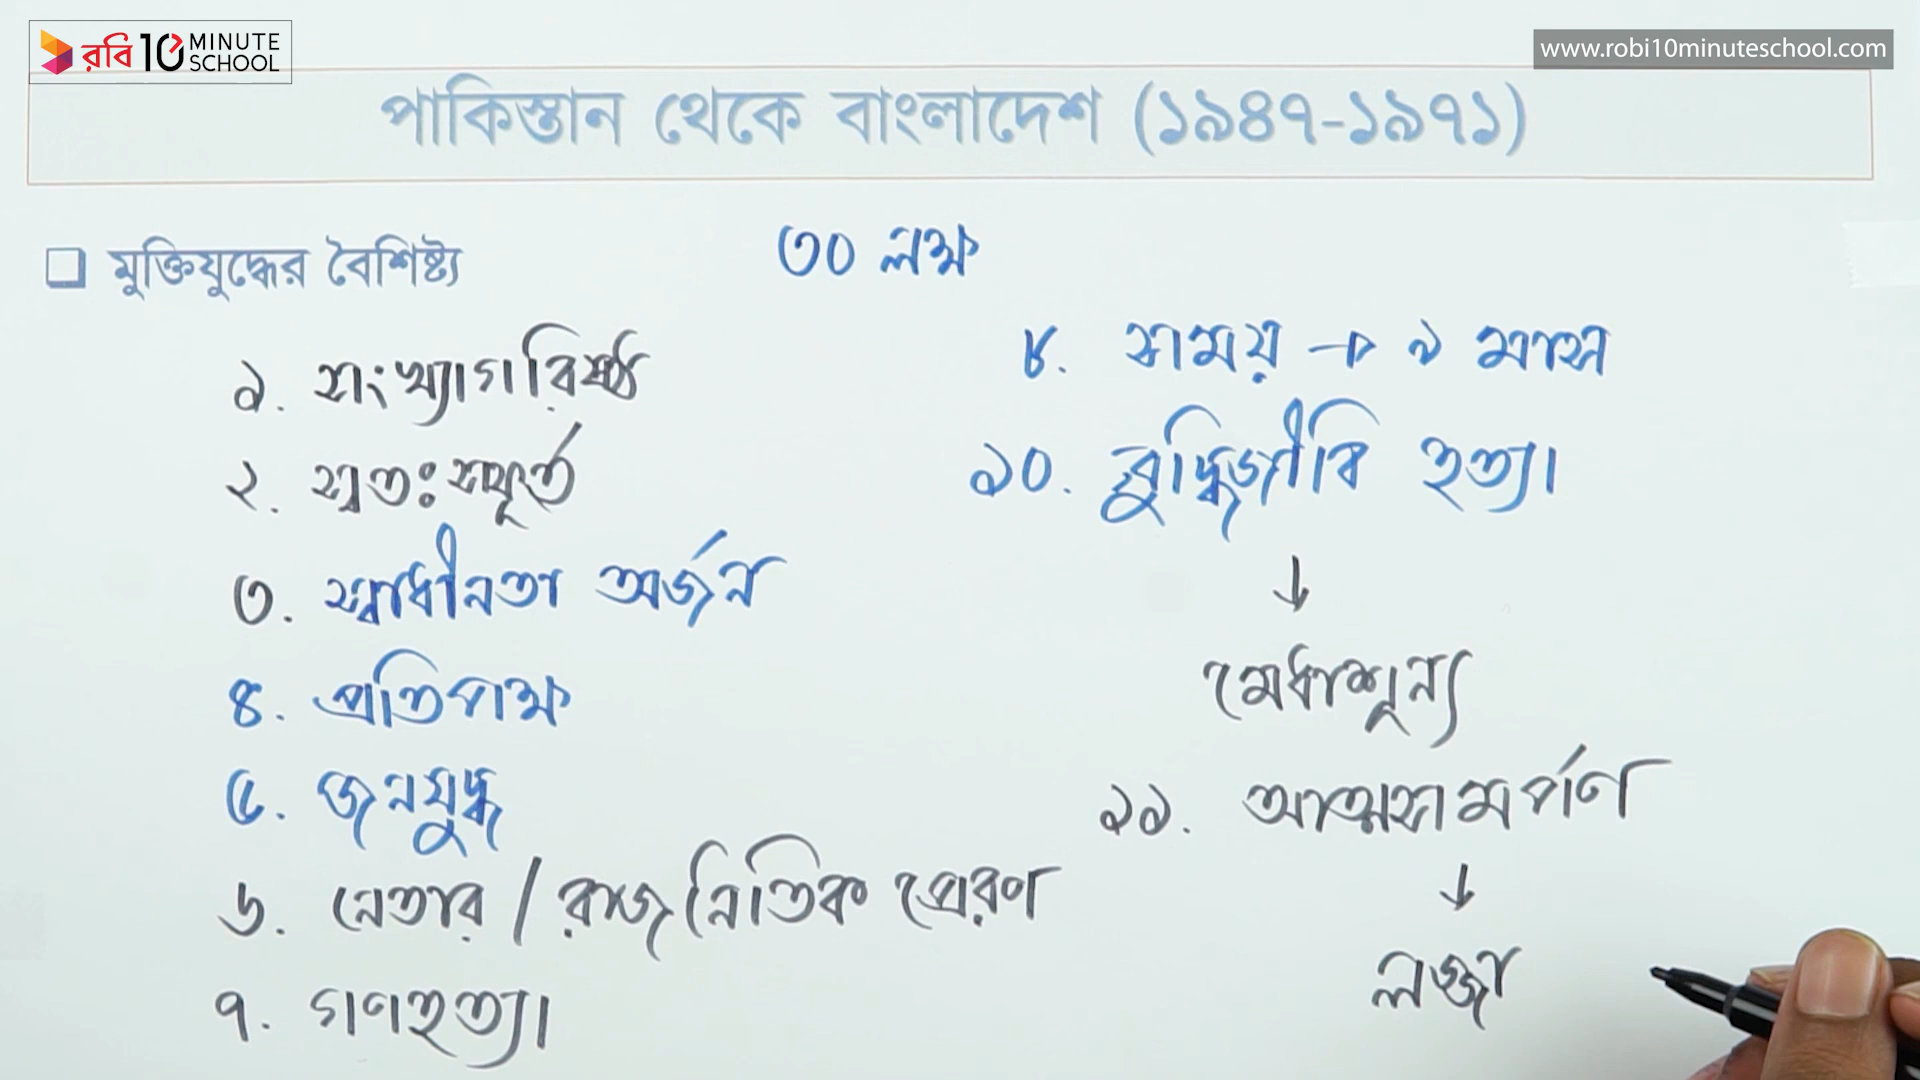 রবি 10 MINUTE SCHOOL
www.robi10minuteschool.com
পাকিস্তান থেকে বাংলাদেশ (১৯৪৭-১৯৭১)
মুক্তিযুদ্ধের বৈশিষ্ট্য
৩০ লক্ষ
১. সংখ্যাগরিষ্ঠ
২. স্বতঃস্ফূর্ত
৩. স্বাধীনতা অর্জন
৪. প্রতিপক্ষ
৫. জনযুদ্ধ
৬. নেতার / রাজনিতিক প্রেরণা
৭. গণহত্যা
৮. সময় → ৯ মাস
১০. বুদ্ধিজীবি হত্যা
↓
মেধাশূন্য
১১. আত্মসমর্পণ
↓
লজ্জা